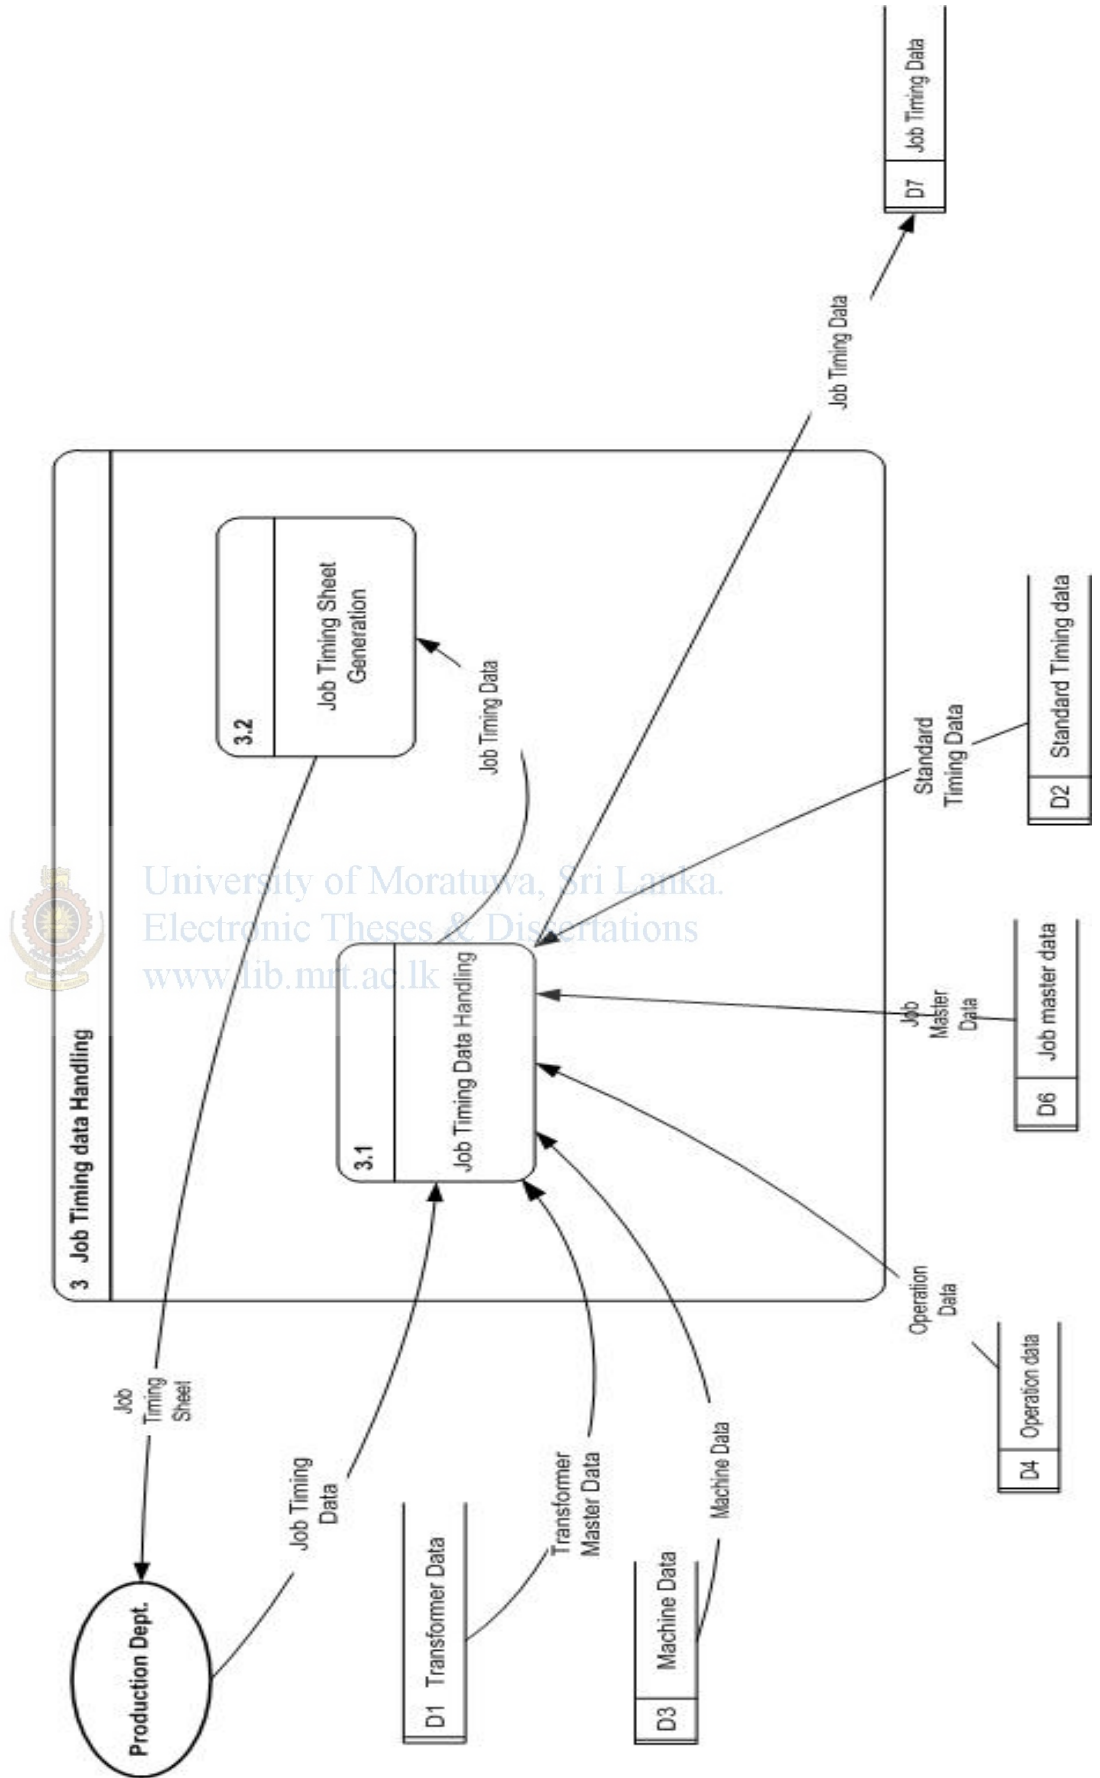 Production Dept.
Job
Timing
Sheet
Job Timing
Data
D1 Transformer Data
Transformer
Master Data
D3 Machine Data
Machine Data
D4 Operation data
Operation
Data
3 Job Timing data Handling
3.1
Job Timing Data Handling
3.2
Job Timing Sheet
Generation
Job Timing Data
D6 Job master data
Job
Master
Data
D2 Standard Timing data
Standard
Timing Data
Job Timing Data
D7 Job Timing Data
University of Moratuwa, Sri Lanka.
Electronic Theses & Dissertations
www.lib.mrt.ac.lk